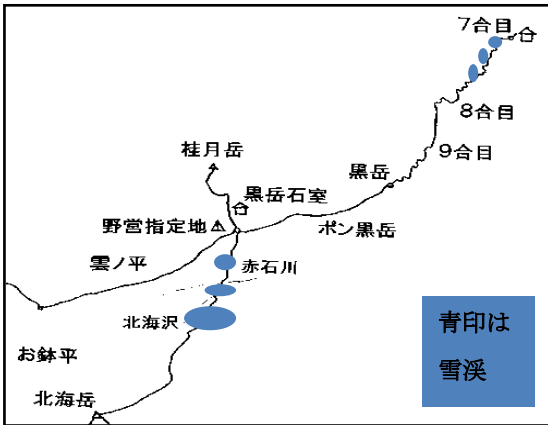 7合目
8合目
9合目
桂月岳
黒岳
黒岳石室
野営指定地
ポン黒岳
雲ノ平
赤石川
北海沢
お鉢平
北海岳
青印は
雪渓